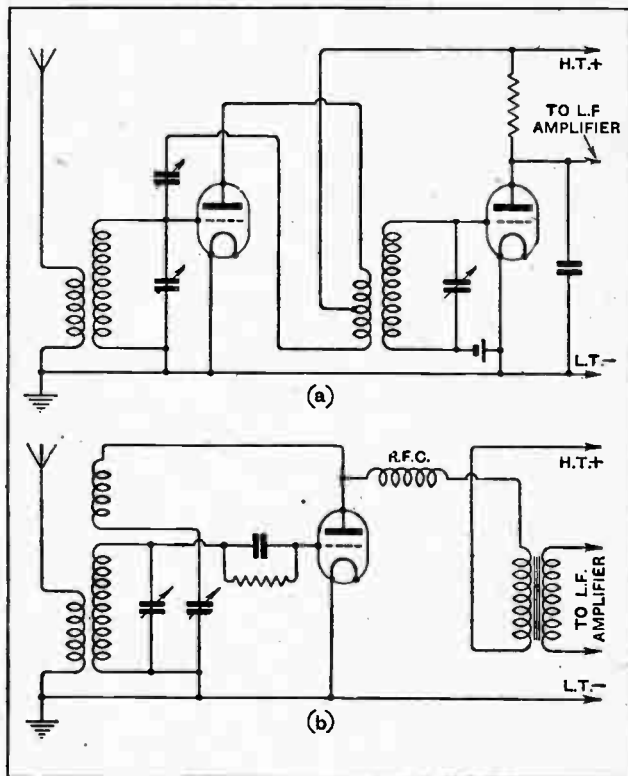 H.T.+
TO L.F
AMPLIFIER
L.T.-
(a)
R.F.C.
H.T.+
TO L.F.
AMPLIFIER
L.T.-
(b)